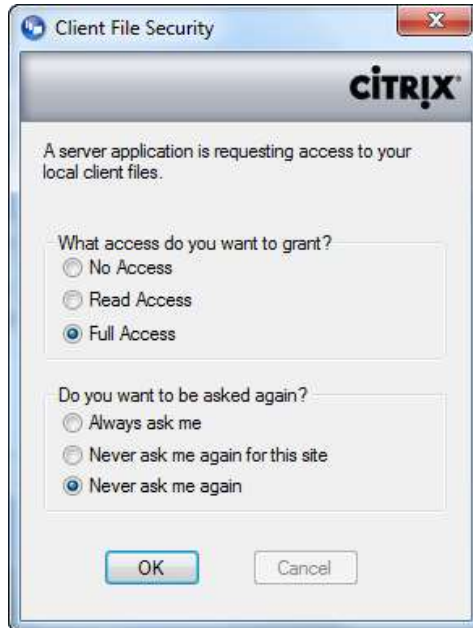 Client File Security
CİTRIX
A server application is requesting access to your
local client files.
What access do you want to grant?
No Access
Read Access
Full Access
Do you want to be asked again?
Always ask me
Never ask me again for this site
Never ask me again
OK
Cancel